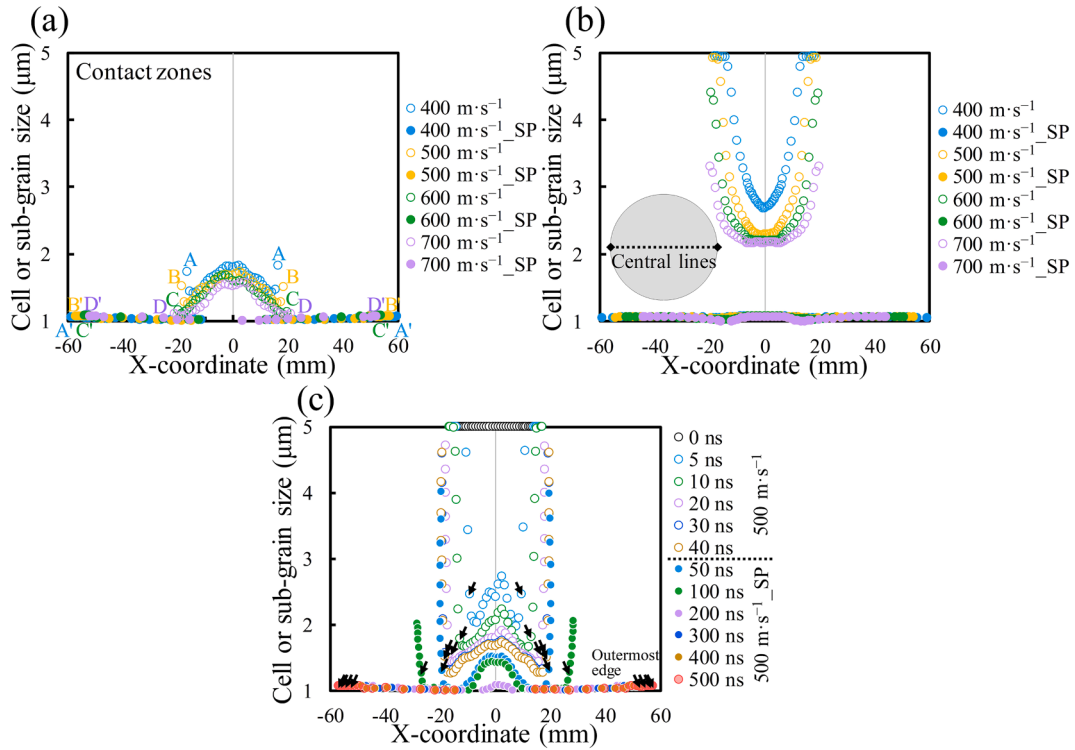 (a)
Cell or sub-grain size (μm)
5
4
3
2
1
Contact zones
A A
B B
C C
D D
B' D' D' B'
A' C' C' A'
-60 -40 -20 0 20 40 60
X-coordinate (mm)
400 m·s⁻¹
400 m·s⁻¹_SP
500 m·s⁻¹
500 m·s⁻¹_SP
600 m·s⁻¹
600 m·s⁻¹_SP
700 m·s⁻¹
700 m·s⁻¹_SP
(b)
Cell or sub-grain size (μm)
5
4
3
2
1
Central lines
-60 -40 -20 0 20 40 60
X-coordinate (mm)
400 m·s⁻¹
400 m·s⁻¹_SP
500 m·s⁻¹
500 m·s⁻¹_SP
600 m·s⁻¹
600 m·s⁻¹_SP
700 m·s⁻¹
700 m·s⁻¹_SP
(c)
Cell or sub-grain size (μm)
5
4
3
2
1
Outermost
edge
-60 -40 -20 0 20 40 60
X-coordinate (mm)
0 ns
5 ns
10 ns
20 ns
30 ns
40 ns
500 m·s⁻¹
50 ns
100 ns
200 ns
300 ns
400 ns
500 ns
500 m·s⁻¹_SP